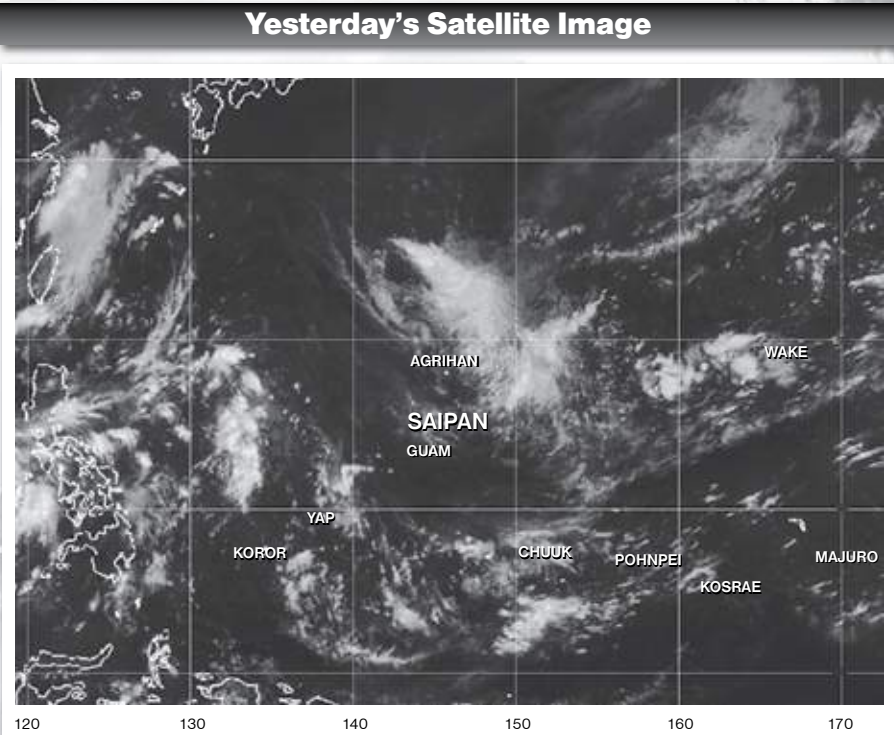 Yesterday's Satellite Image
WAKE
AGRIHAN
SAIPAN
GUAM
YAP
KOROR
CHUUK
POHNPEI
MAJURO
KOSRAE
120 130 140 150 160 170